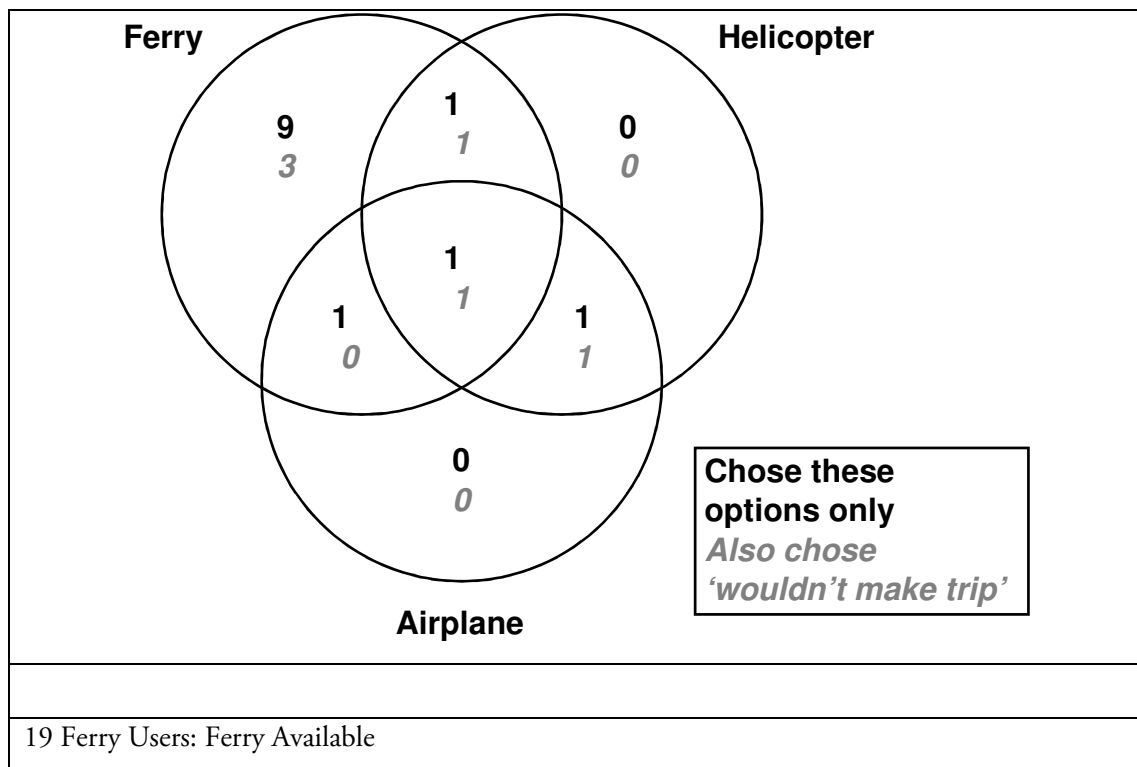 Ferry
Helicopter
9
3
1
1
0
0
1
1
1
0
1
1
0
0
Chose these
options only
Also chose
‘wouldn’t make trip’
Airplane
19 Ferry Users: Ferry Available